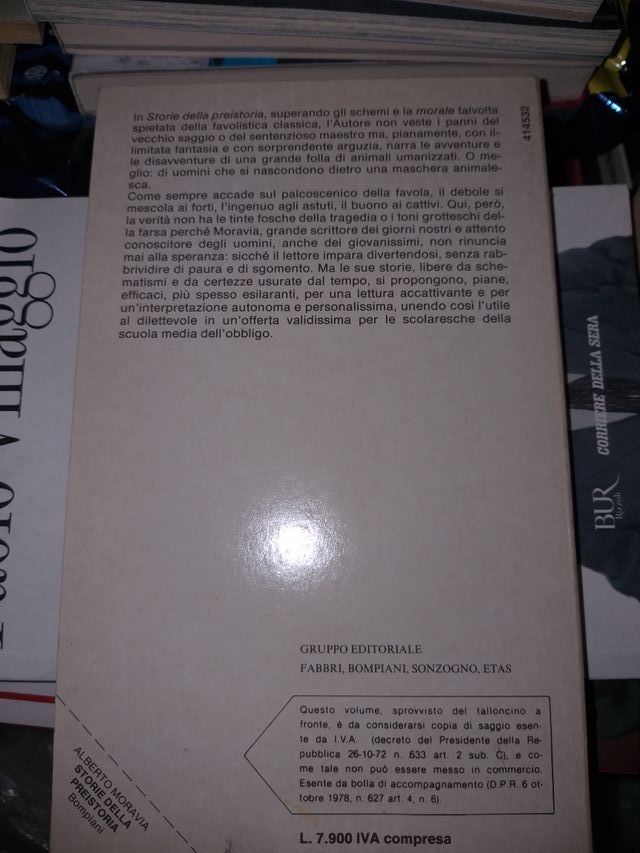 In Storie della preistoria, superando gli schemi e la morale talvolta
spietata della favolistica classica, l'Autore non veste i panni del
vecchio saggio o del sentenzioso maestro ma, pianamente, con il-
limitata fantasia e con sorprendente arguzia, narra le avventure e
le disavventure di una grande folla di animali umanizzati. O me-
glio: di uomini che si nascondono dietro una maschera animale-
sca.
Come sempre accade sul palcoscenico della favola, il debole si
mescola ai forti, l'ingenuo agli astuti, il buono ai cattivi. Qui, però,
la verità non ha le tinte fosche della tragedia o i toni grotteschi del-
la farsa perché Moravia, grande scrittore dei giorni nostri e attento
conoscitore degli uomini, anche dei giovanissimi, non rinuncia
mai alla speranza: sicché il lettore impara divertendosi, senza rab-
brividire di paura e di sgomento. Ma le sue storie, libere da sche-
matismi e da certezze usurate dal tempo, si propongono, piane,
efficaci, più spesso esilaranti, per una lettura accattivante e per
un'interpretazione autonoma e personalissima, unendo così l'utile
al dilettevole in un'offerta validissima per le scolaresche della
scuola media dell'obbligo.
414532
GRUPPO EDITORIALE
FABBRI, BOMPIANI, SONZOGNO, ETAS
Questo volume, sprovvisto del talloncino a
fronte, è da considerarsi copia di saggio esen-
te da I.V.A. (decreto del Presidente della Re-
pubblica 26-10-72 n. 633 art. 2 sub. C), e co-
me tale non può essere messo in commercio.
Esente da bolla di accompagnamento (D.P.R. 6 ot-
tobre 1978, n. 627 art. 4, n. 6).
L. 7.900 IVA compresa
ALBERTO MORAVIA
STORIE DELLA
PREISTORIA
Bompiani
CORRIERE DELLA SERA
BUR
Rizzoli
Villaggio